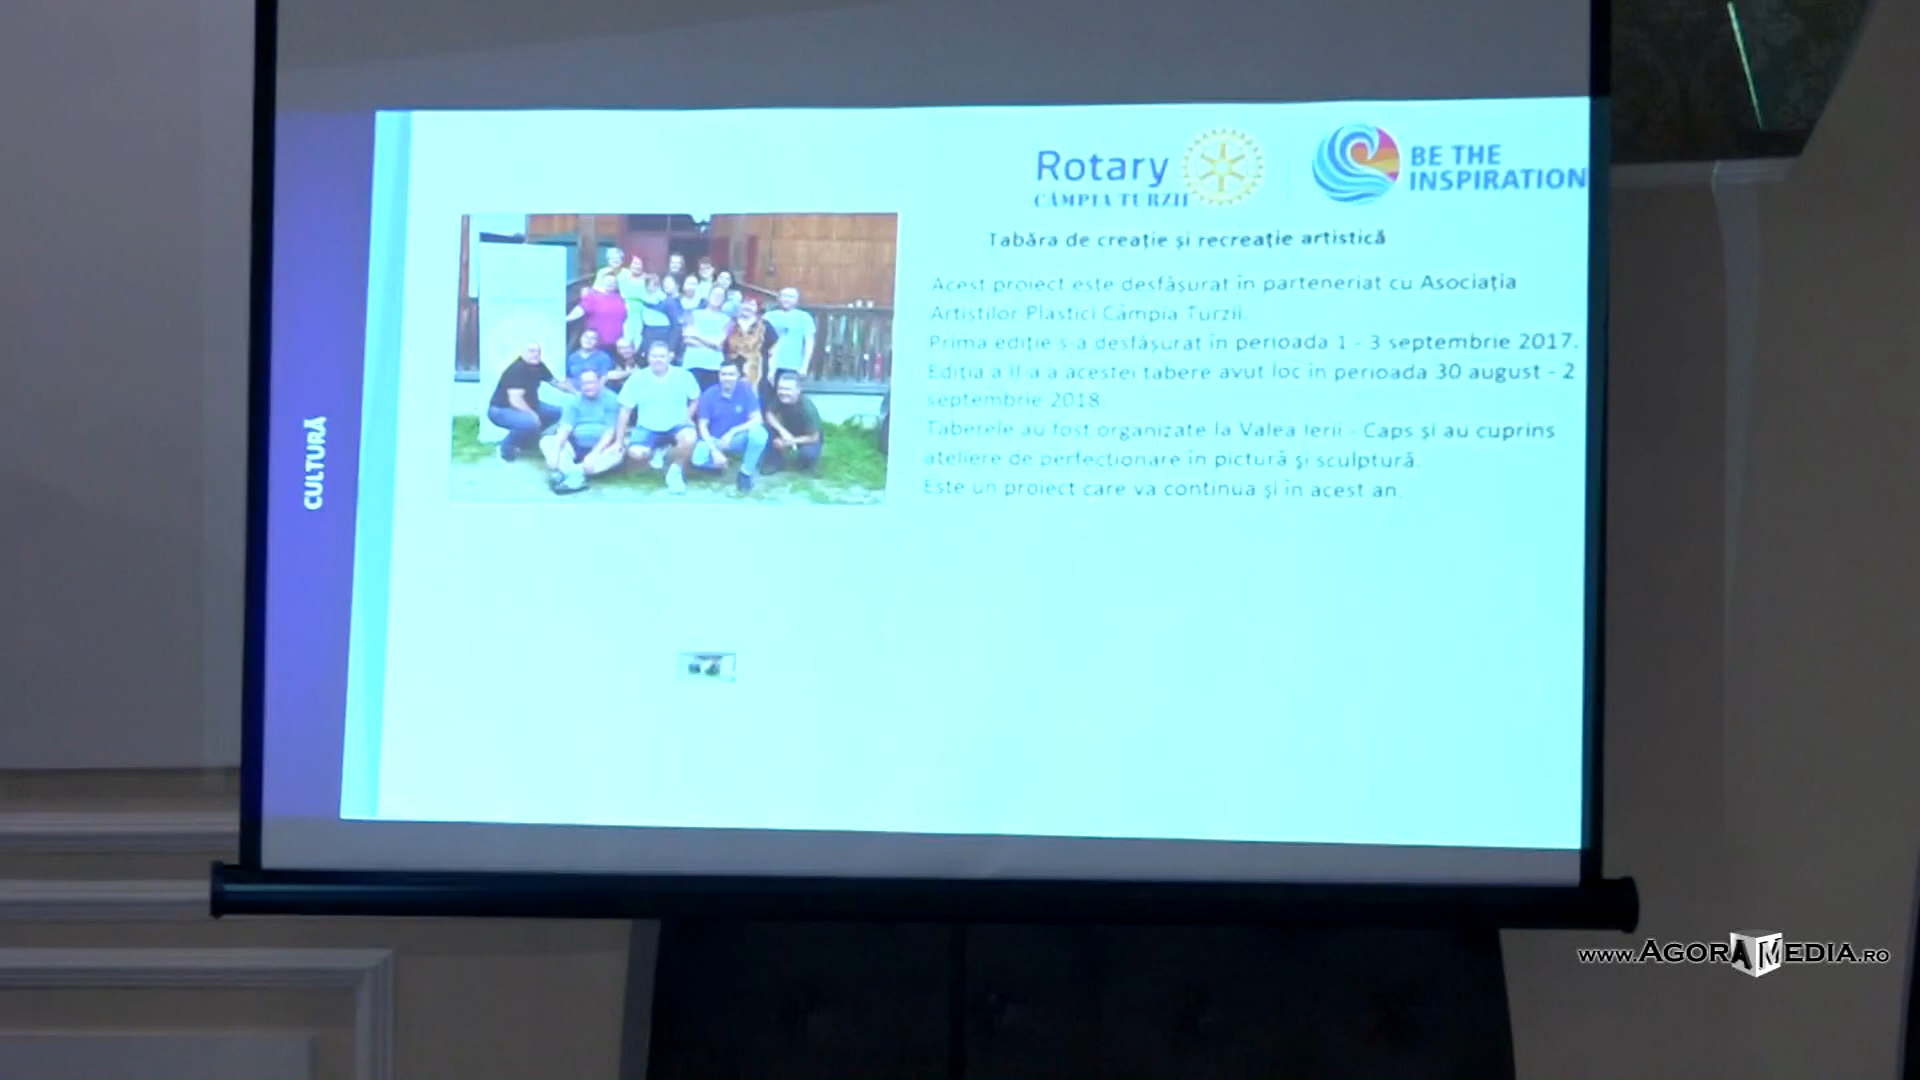 Rotary
CÂMPIA TURZII
BE THE
INSPIRATION
Tabăra de creație și recreație artistică
Acest proiect este desfășurat în parteneriat cu Asociația
Artiștilor Plastici Câmpia Turzii.
Prima ediție s-a desfășurat în perioada 1 - 3 septembrie 2017.
Ediția a II-a a acestei tabere avut loc în perioada 30 august - 2
septembrie 2018.
Taberele au fost organizate la Valea Ierii - Caps și au cuprins
ateliere de perfecționare în pictură și sculptură.
Este un proiect care va continua și în acest an.
CULTURĂ
www.AGORAMEDIA.RO